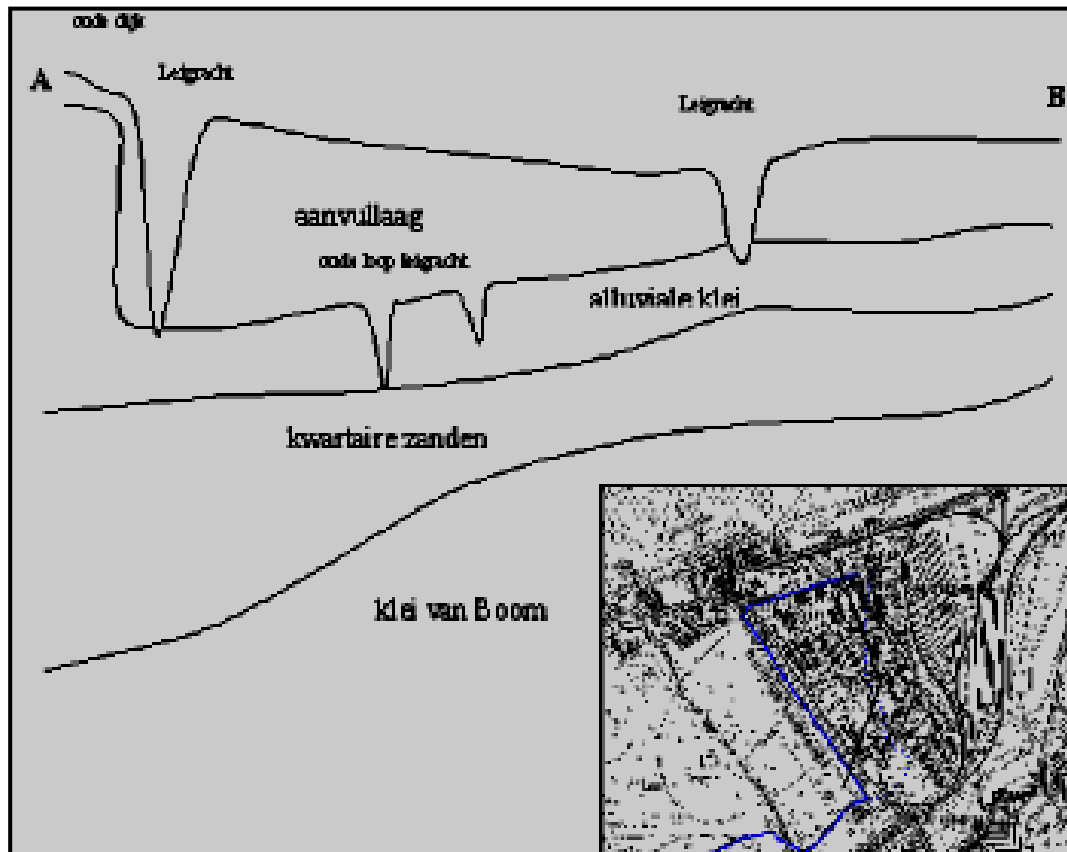 oude dijk
A
Leigracht
Leigracht
B
aanvullaag
oude loop leigracht
alluviale klei
kwartaire zanden
klei van Boom